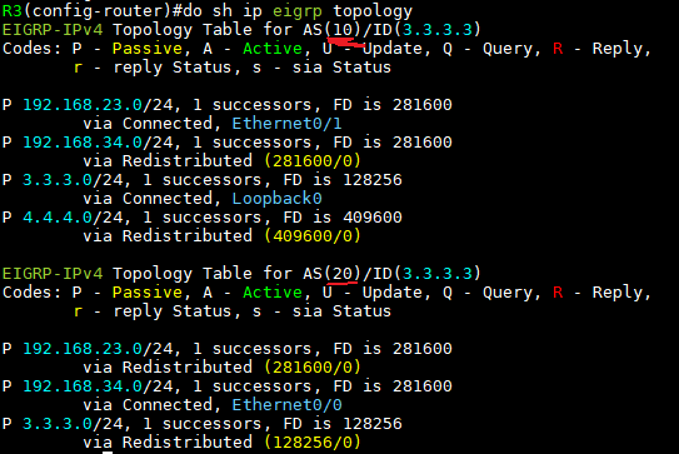 R3(config-router)#do sh ip eigrp topology
EIGRP-IPv4 Topology Table for AS(10)/ID(3.3.3.3)
Codes: P - Passive, A - Active, U - Update, Q - Query, R - Reply,
       r - reply Status, s - sia Status

P 192.168.23.0/24, 1 successors, FD is 281600
        via Connected, Ethernet0/1
P 192.168.34.0/24, 1 successors, FD is 281600
        via Redistributed (281600/0)
P 3.3.3.0/24, 1 successors, FD is 128256
        via Connected, Loopback0
P 4.4.4.0/24, 1 successors, FD is 409600
        via Redistributed (409600/0)

EIGRP-IPv4 Topology Table for AS(20)/ID(3.3.3.3)
Codes: P - Passive, A - Active, U - Update, Q - Query, R - Reply,
       r - reply Status, s - sia Status

P 192.168.23.0/24, 1 successors, FD is 281600
        via Redistributed (281600/0)
P 192.168.34.0/24, 1 successors, FD is 281600
        via Connected, Ethernet0/0
P 3.3.3.0/24, 1 successors, FD is 128256
        via Redistributed (128256/0)